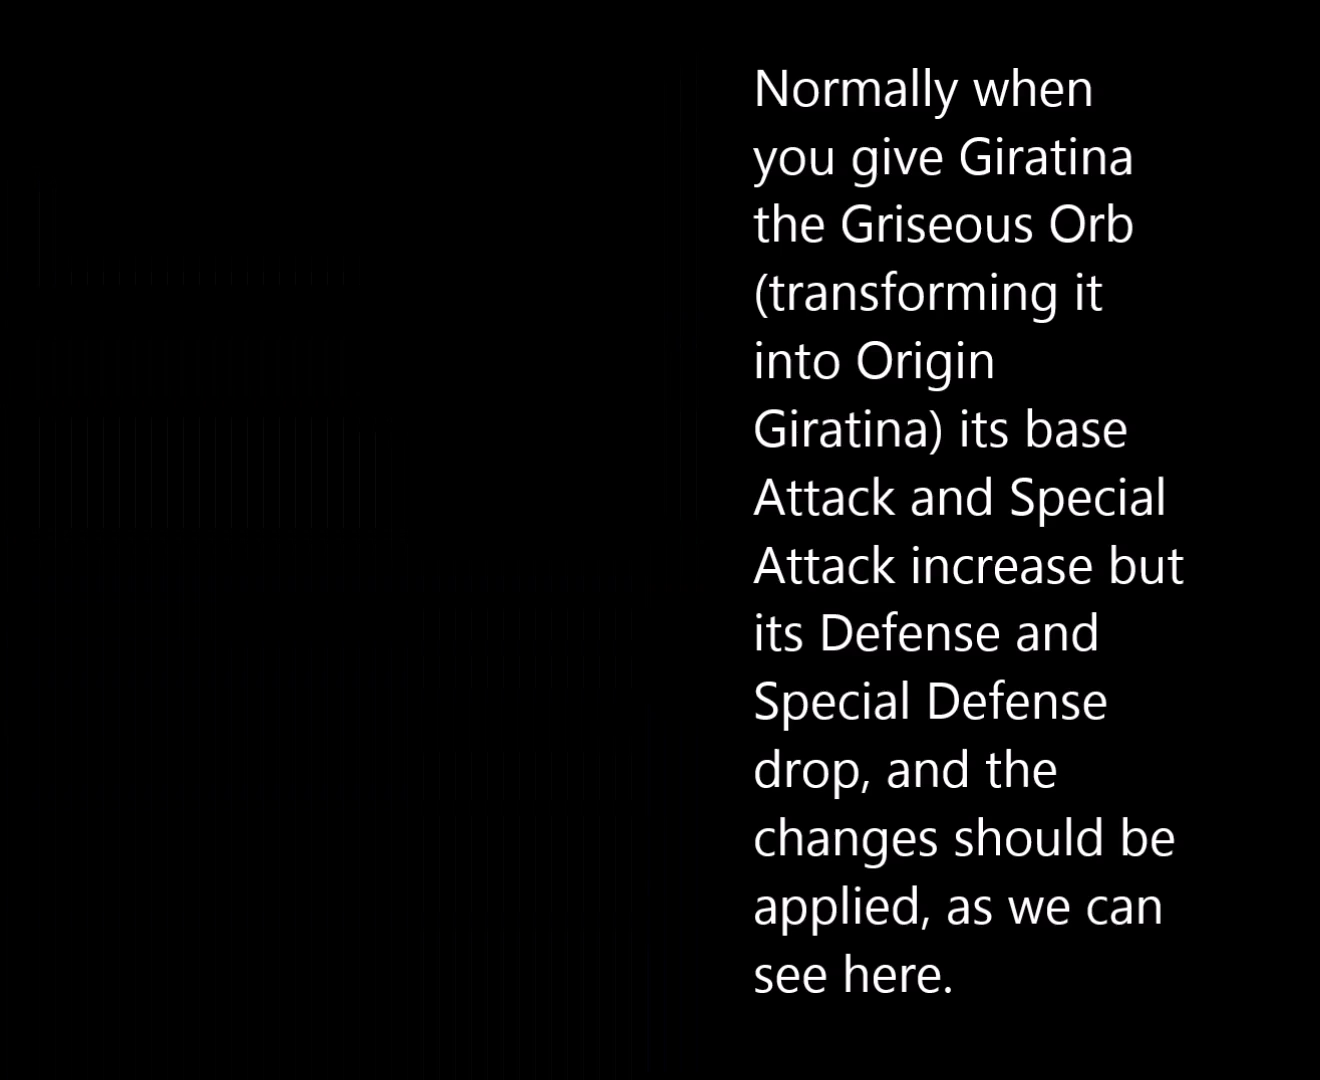 Normally when
you give Giratina
the Griseous Orb
(transforming it
into Origin
Giratina) its base
Attack and Special
Attack increase but
its Defense and
Special Defense
drop, and the
changes should be
applied, as we can
see here.